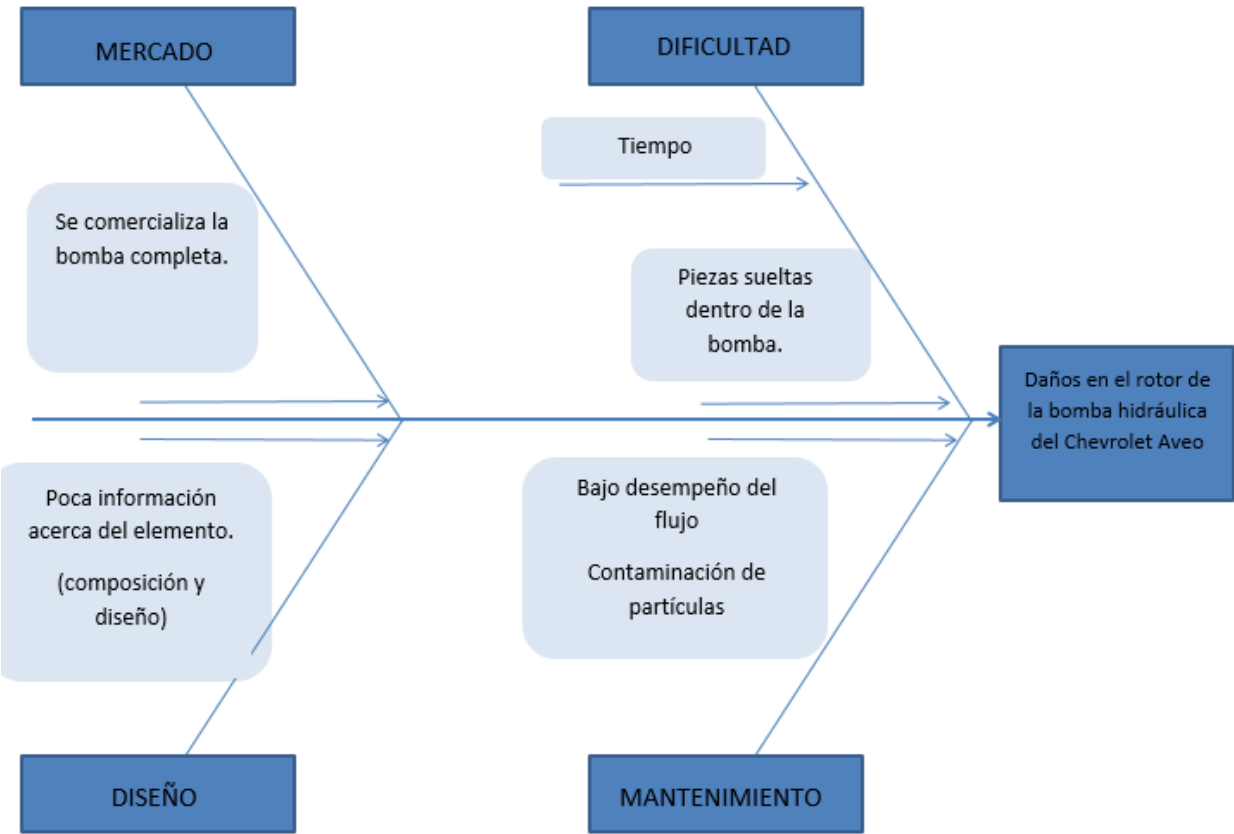 MERCADO
DIFICULTAD
Tiempo
Se comercializa la
bomba completa.
Piezas sueltas
dentro de la
bomba.
Daños en el rotor de
la bomba hidráulica
del Chevrolet Aveo
Poca información
acerca del elemento.
(composición y
diseño)
Bajo desempeño del
flujo
Contaminación de
partículas
DISEÑO
MANTENIMIENTO